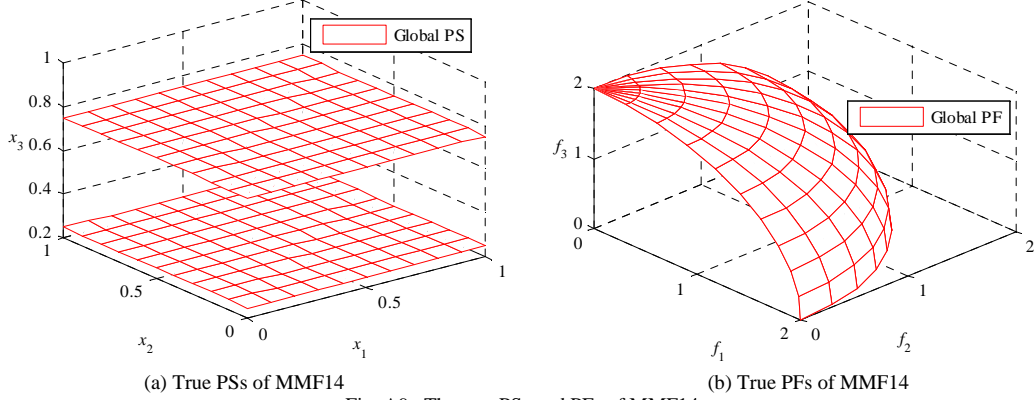 Global PS
1
0.8
x3 0.6
0.4
0.2
1
0.5
0
x2
0
0.5
1
x1
(a) True PSs of MMF14
Global PF
2
f3 1
0
0
1
2
f1
0
1
2
f2
(b) True PFs of MMF14